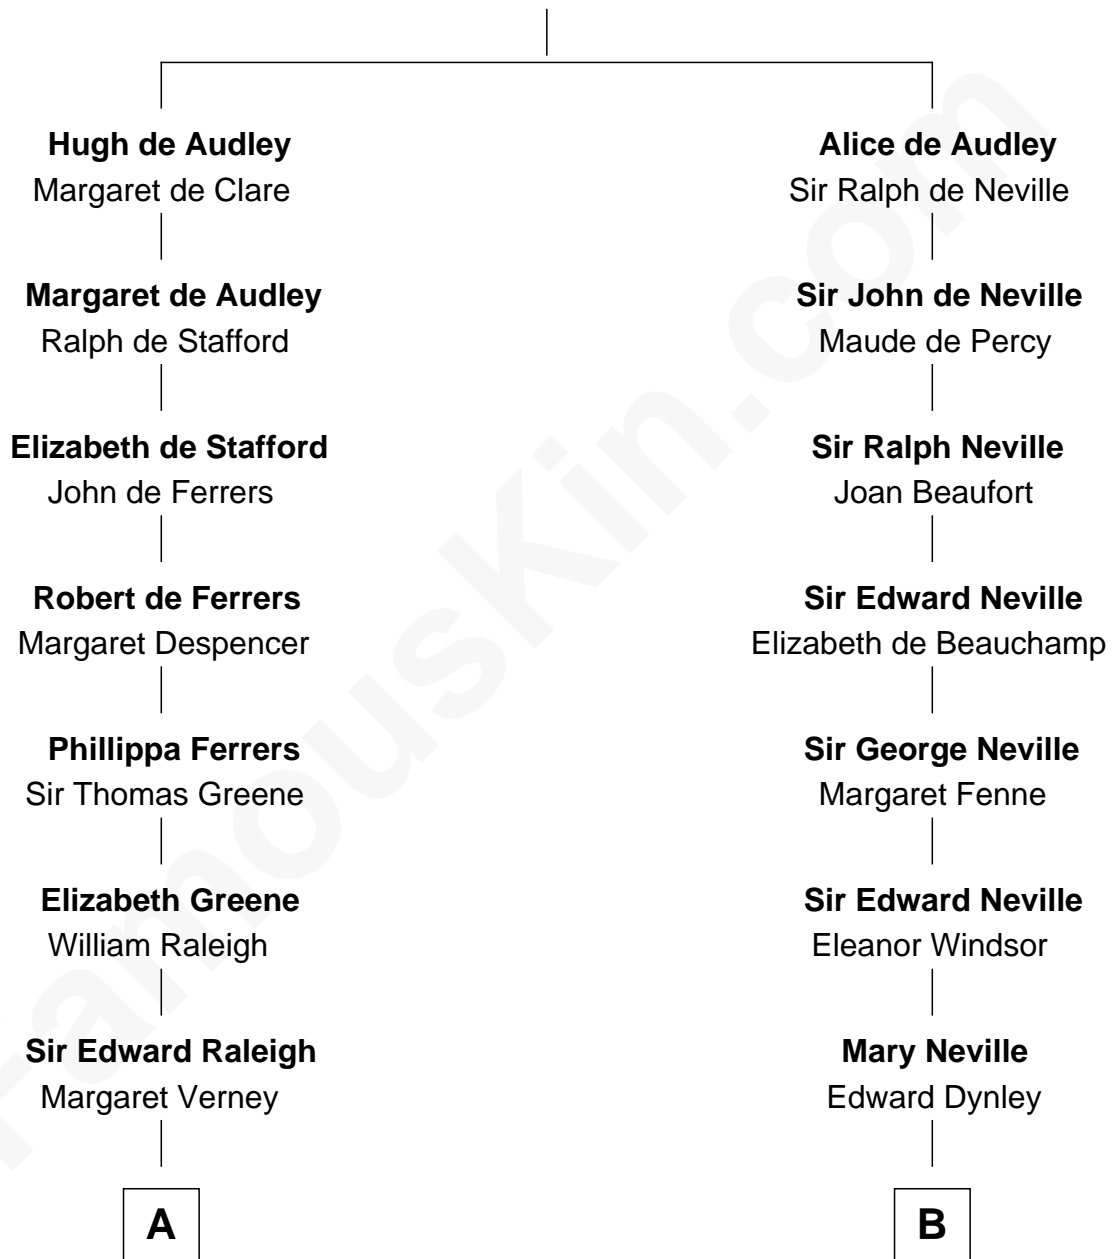 Hugh de Audley
Margaret de Clare
Margaret de Audley
Ralph de Stafford
Elizabeth de Stafford
John de Ferrers
Robert de Ferrers
Margaret Despencer
Phillippa Ferrers
Sir Thomas Greene
Elizabeth Greene
William Raleigh
Sir Edward Raleigh
Margaret Verney
A
Alice de Audley
Sir Ralph de Neville
Sir John de Neville
Maude de Percy
Sir Ralph Neville
Joan Beaufort
Sir Edward Neville
Elizabeth de Beauchamp
Sir George Neville
Margaret Fenne
Sir Edward Neville
Eleanor Windsor
Mary Neville
Edward Dynley
B
FamousKin.com